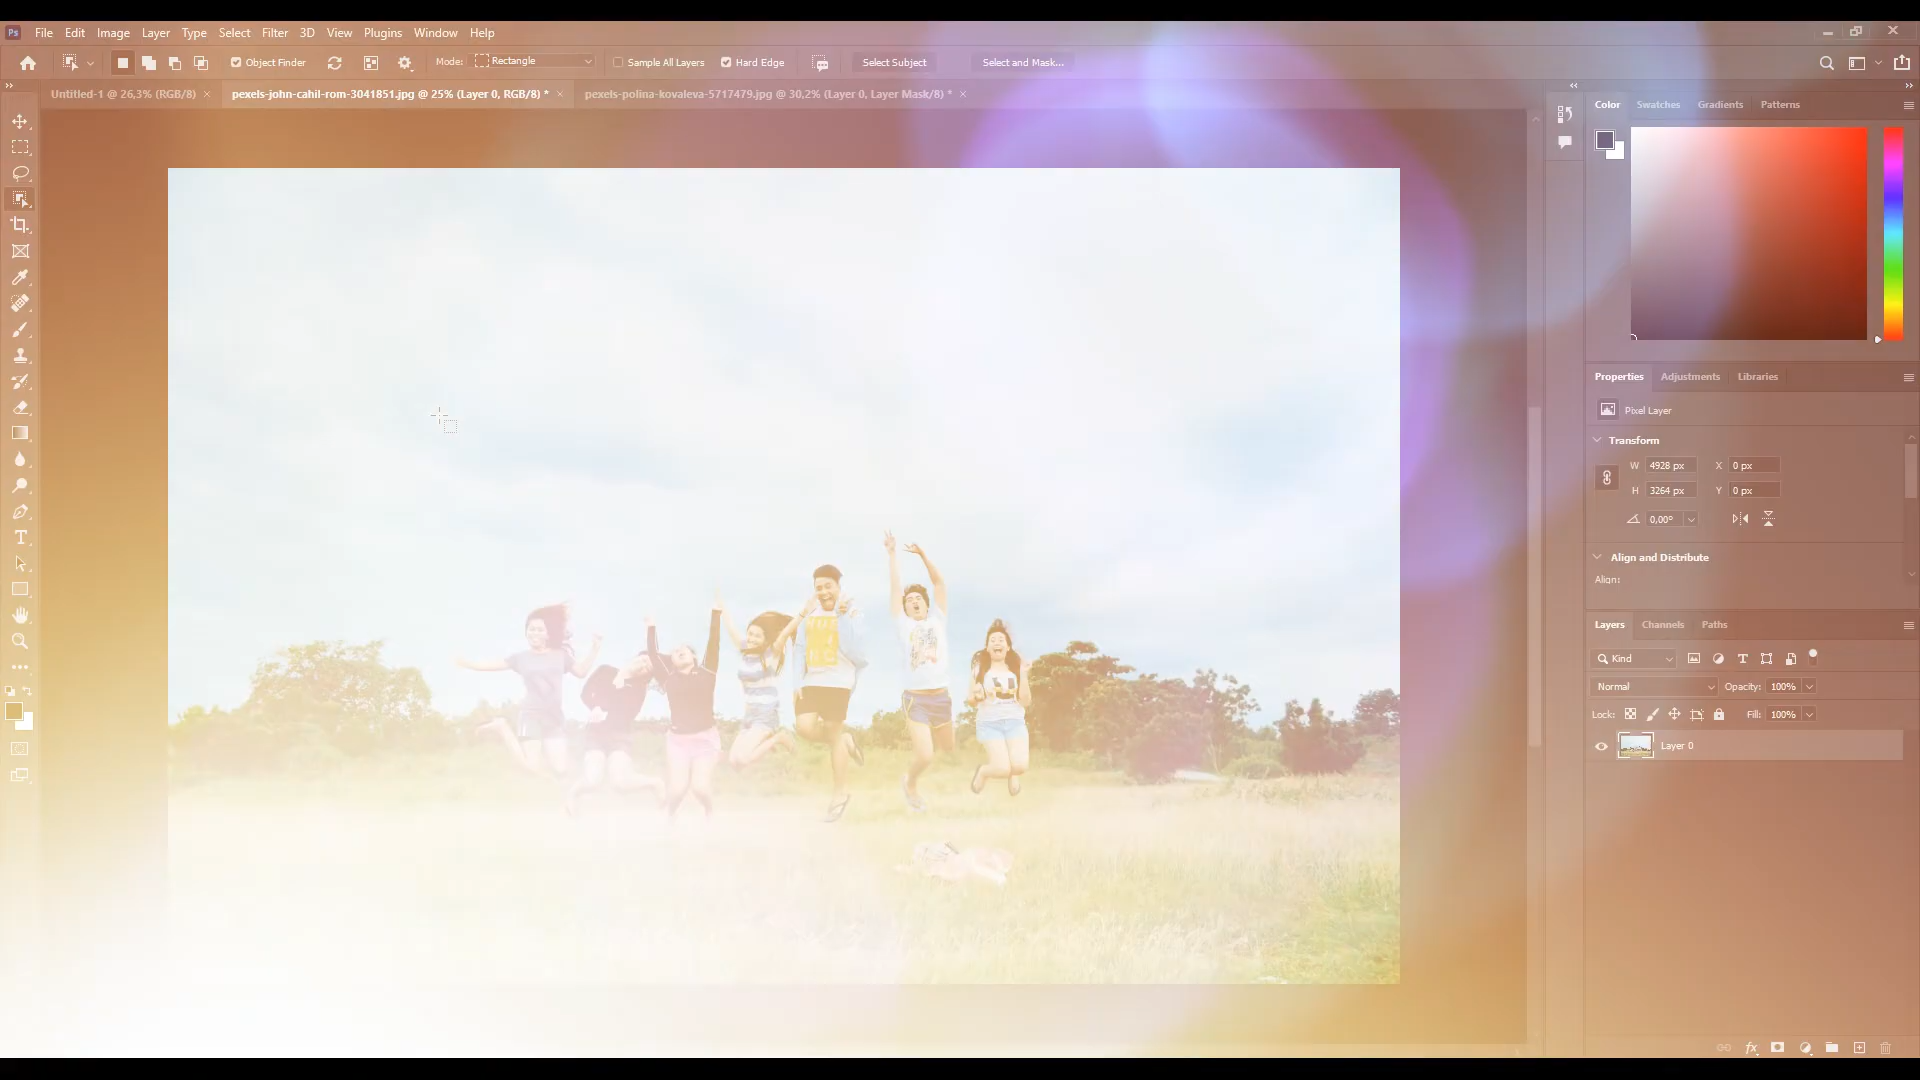 Ps File Edit Image Layer Type Select Filter 3D View Plugins Window Help
Object Finder Mode: Rectangle Sample All Layers Hard Edge Select Subject Select and Mask...
Untitled-1 @ 26,3% (RGB/8) × pexels-john-cahil-rom-3041851.jpg @ 25% (Layer 0, RGB/8) * × pexels-polina-kovaleva-5717479.jpg @ 30,2% (Layer 0, Layer Mask/8) * ×
Color Swatches Gradients Patterns
Properties Adjustments Libraries
Pixel Layer
Transform
W 4928 px X 0 px
H 3264 px Y 0 px
0,00°
Align and Distribute
Align:
Layers Channels Paths
Kind
Normal Opacity: 100%
Lock: Fill: 100%
Layer 0
fx